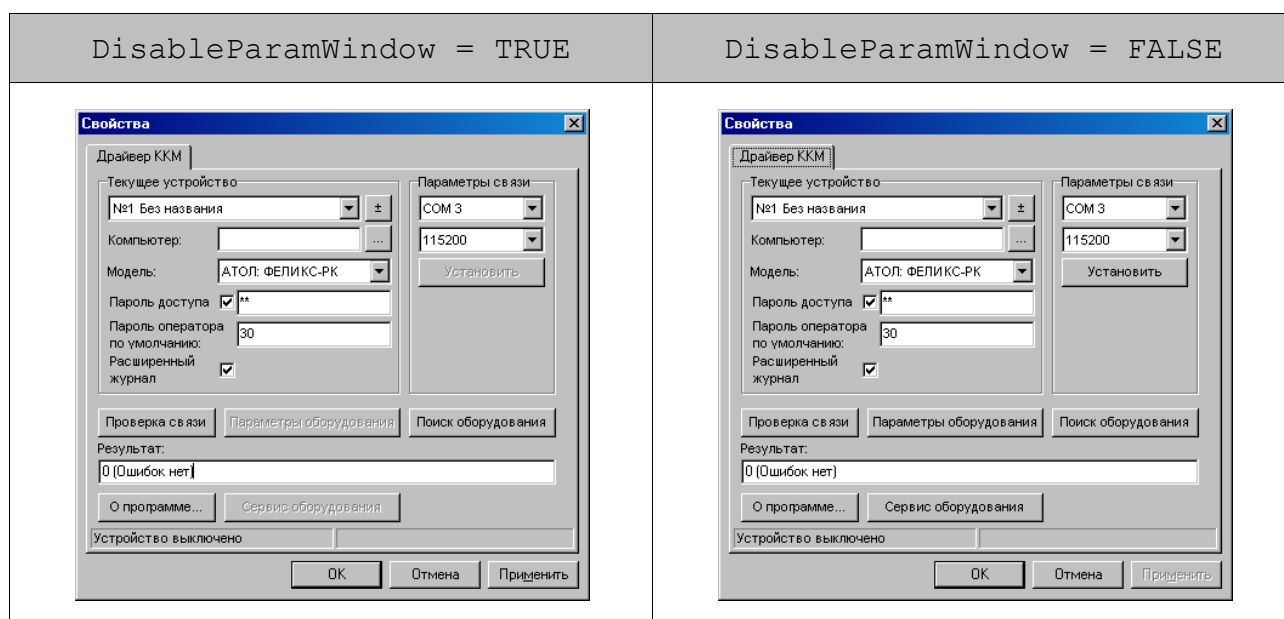 DisableParamWindow = TRUE
DisableParamWindow = FALSE
Свойства
Драйвер ККМ
Текущее устройство
Параметры связи
№1 Без названия
±
COM 3
Компьютер:
...
115200
Модель:
АТОЛ: ФЕЛИКС-РК
Установить
Пароль доступа
**
Пароль оператора
по умолчанию:
30
Расширенный
журнал
Проверка связи
Параметры оборудования
Поиск оборудования
Результат:
0 (Ошибок нет)
О программе...
Сервис оборудования
Устройство выключено
OK
Отмена
Применить
Свойства
Драйвер ККМ
Текущее устройство
Параметры связи
№1 Без названия
±
COM 3
Компьютер:
...
115200
Модель:
АТОЛ: ФЕЛИКС-РК
Установить
Пароль доступа
**
Пароль оператора
по умолчанию:
30
Расширенный
журнал
Проверка связи
Параметры оборудования
Поиск оборудования
Результат:
0 (Ошибок нет)
О программе...
Сервис оборудования
Устройство выключено
OK
Отмена
Применить